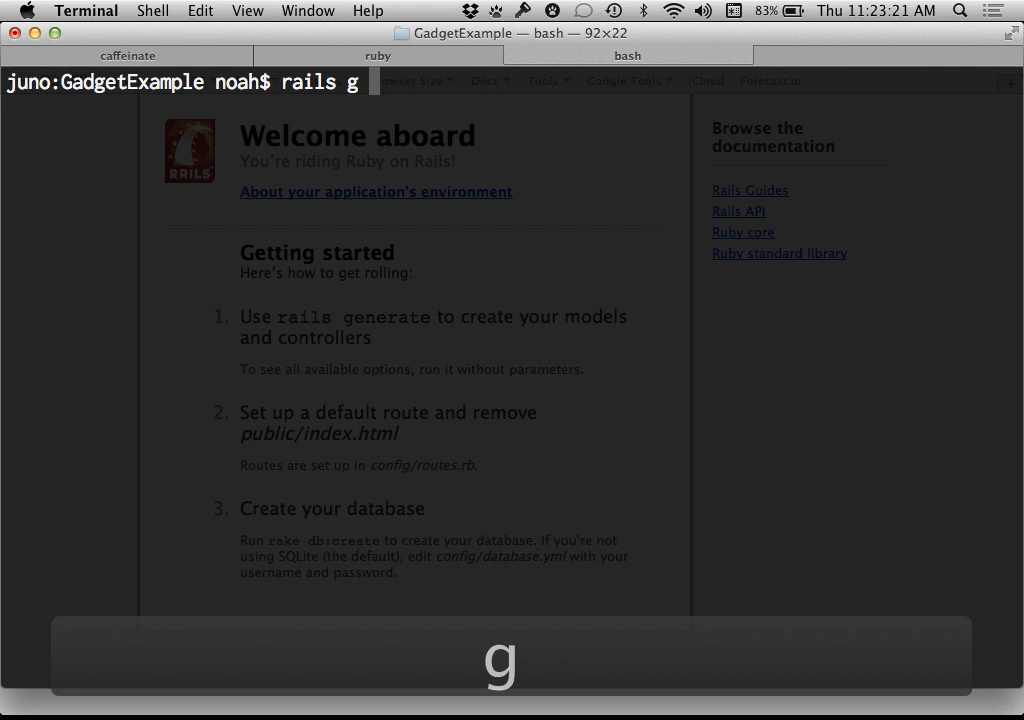 Terminal Shell Edit View Window Help 83% Thu 11:23:21 AM
GadgetExample — bash — 92×22
caffeinate ruby bash
juno:GadgetExample noah$ rails g
Browser Size Docs Tools Google Tools iCloud Forecast.io
RAILS
Welcome aboard
You're riding Ruby on Rails!
About your application's environment
Getting started
Here's how to get rolling:
1. Use rails generate to create your models
and controllers
To see all available options, run it without parameters.
2. Set up a default route and remove
public/index.html
Routes are set up in config/routes.rb.
3. Create your database
Run rake db:create to create your database. If you're not
using SQLite (the default), edit config/database.yml with your
username and password.
Browse the
documentation
Rails Guides
Rails API
Ruby core
Ruby standard library
g